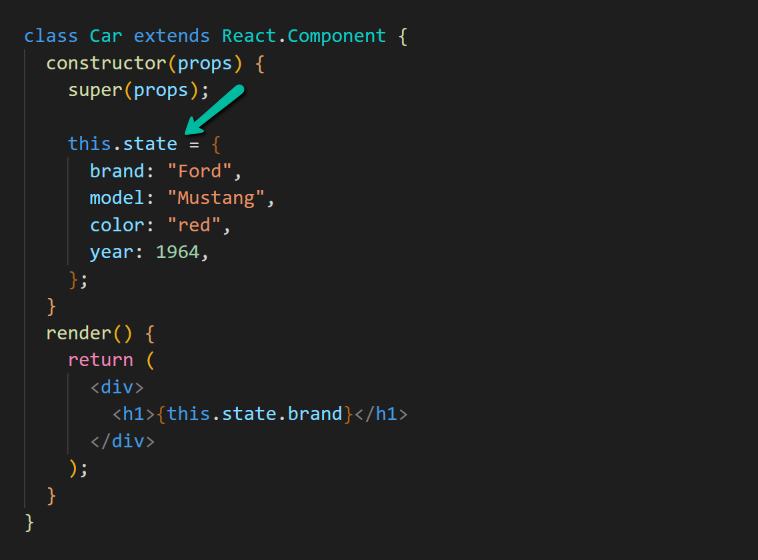 class Car extends React.Component {
  constructor(props) {
    super(props);

    this.state = {
      brand: "Ford",
      model: "Mustang",
      color: "red",
      year: 1964,
    };
  }
  render() {
    return (
      <div>
        <h1>{this.state.brand}</h1>
      </div>
    );
  }
}